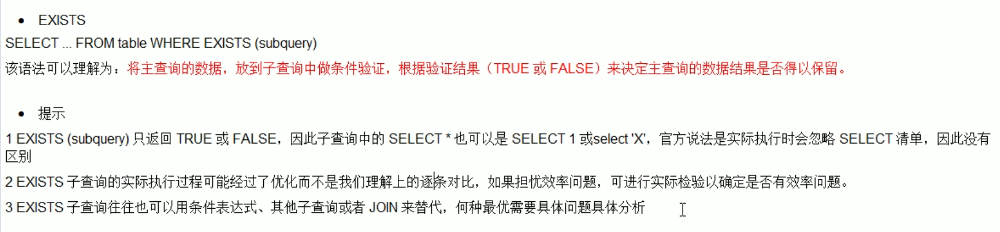 • EXISTS
SELECT ... FROM table WHERE EXISTS (subquery)
该语法可以理解为：将主查询的数据，放到子查询中做条件验证，根据验证结果（TRUE 或 FALSE）来决定主查询的数据结果是否得以保留。
• 提示
1 EXISTS (subquery) 只返回 TRUE 或 FALSE，因此子查询中的 SELECT * 也可以是 SELECT 1 或select 'X'，官方说法是实际执行时会忽略 SELECT 清单，因此没有
区别
2 EXISTS 子查询的实际执行过程可能经过了优化而不是我们理解上的逐条对比，如果担忧效率问题，可进行实际检验以确定是否有效率问题。
3 EXISTS 子查询往往也可以用条件表达式、其他子查询或者 JOIN 来替代，何种最优需要具体问题具体分析